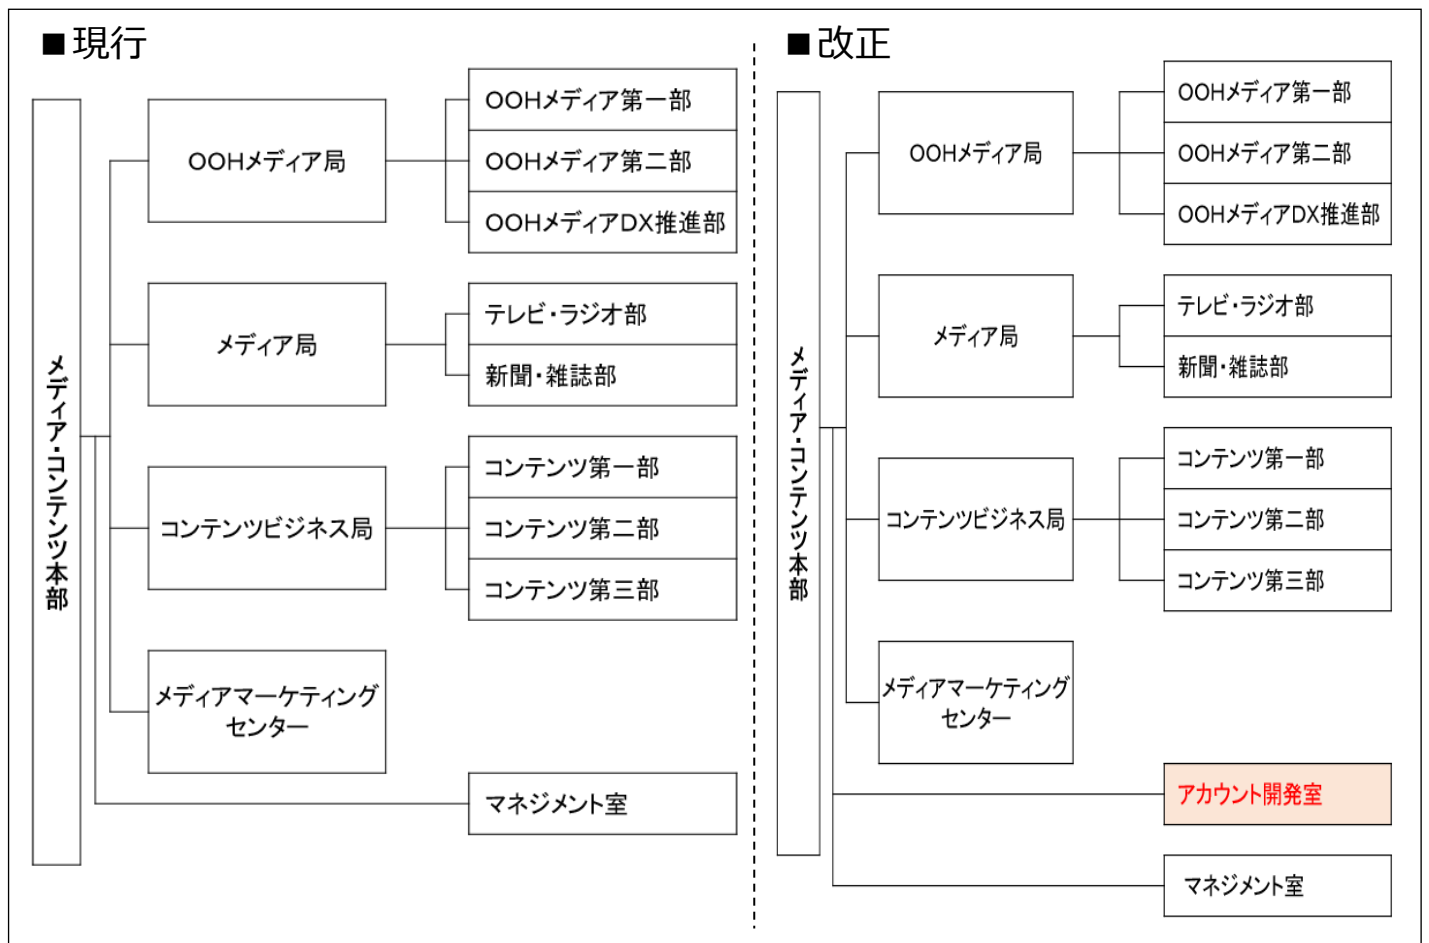 ■現行
メディア・コンテンツ本部
OOHメディア局
OOHメディア第一部
OOHメディア第二部
OOHメディアDX推進部
メディア局
テレビ・ラジオ部
新聞・雑誌部
コンテンツビジネス局
コンテンツ第一部
コンテンツ第二部
コンテンツ第三部
メディアマーケティング
センター
マネジメント室
■改正
メディア・コンテンツ本部
OOHメディア局
OOHメディア第一部
OOHメディア第二部
OOHメディアDX推進部
メディア局
テレビ・ラジオ部
新聞・雑誌部
コンテンツビジネス局
コンテンツ第一部
コンテンツ第二部
コンテンツ第三部
メディアマーケティング
センター
アカウント開発室
マネジメント室